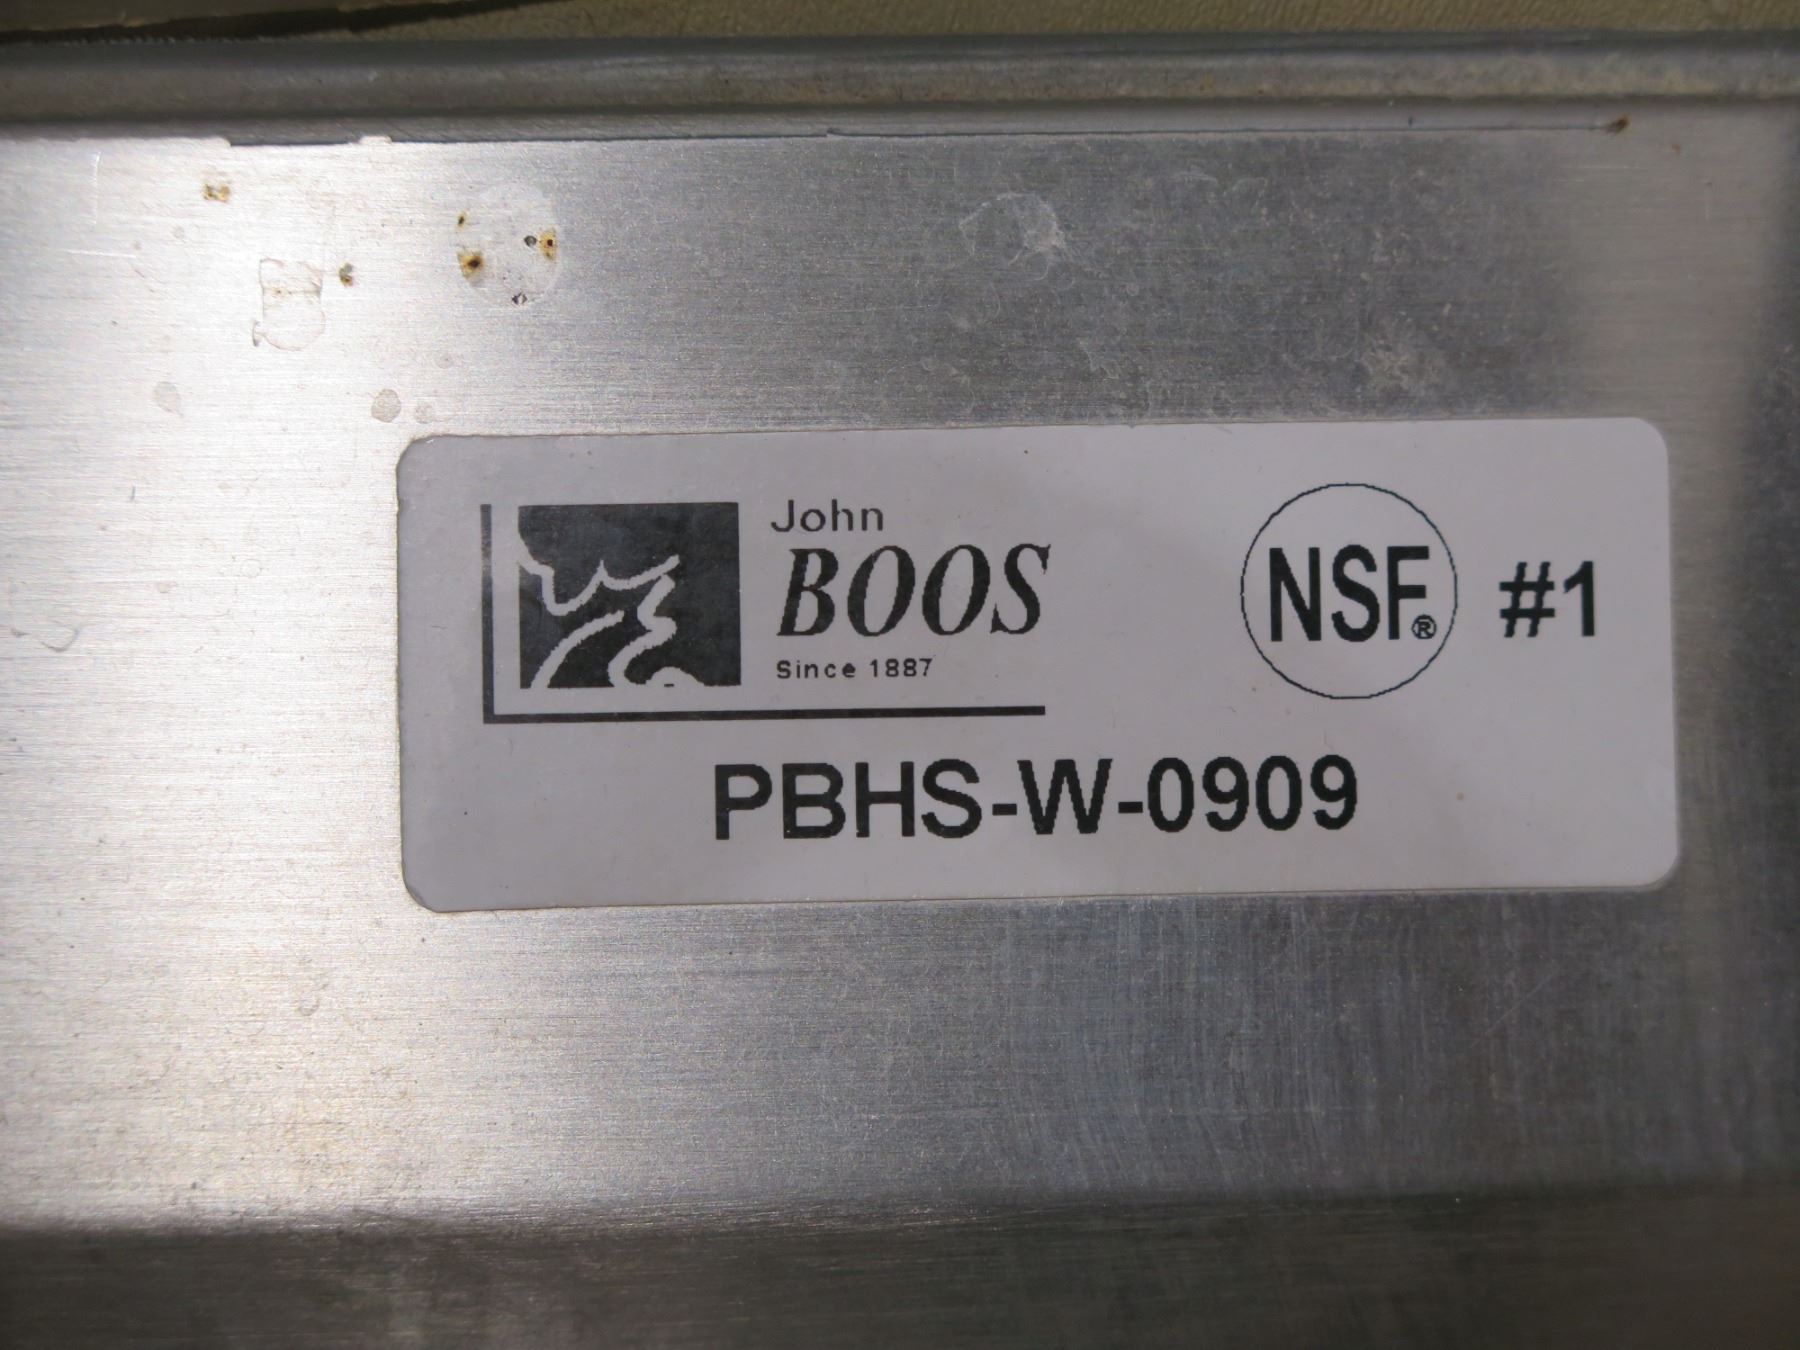 John
BOOS
Since 1887
NSF® #1
PBHS-W-0909